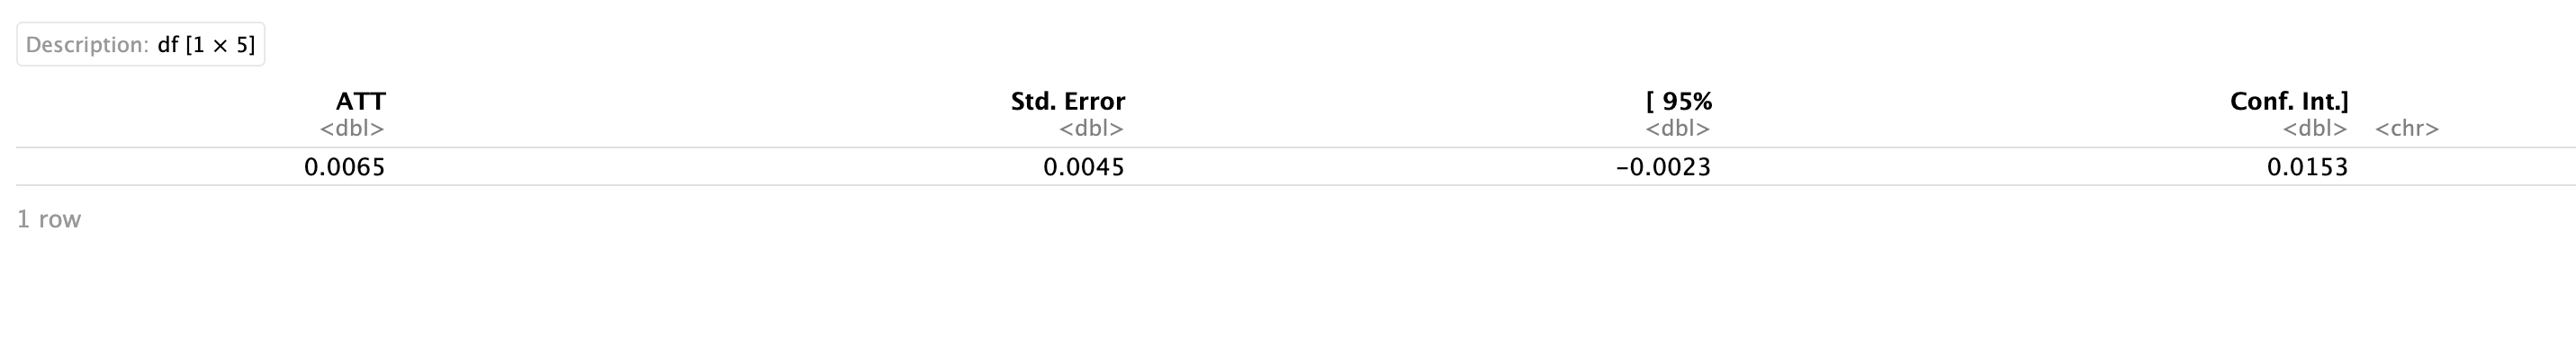 Description: df [1 × 5]
ATT Std. Error [ 95% Conf. Int.]
<dbl> <dbl> <dbl> <dbl> <chr>
0.0065 0.0045 -0.0023 0.0153
1 row